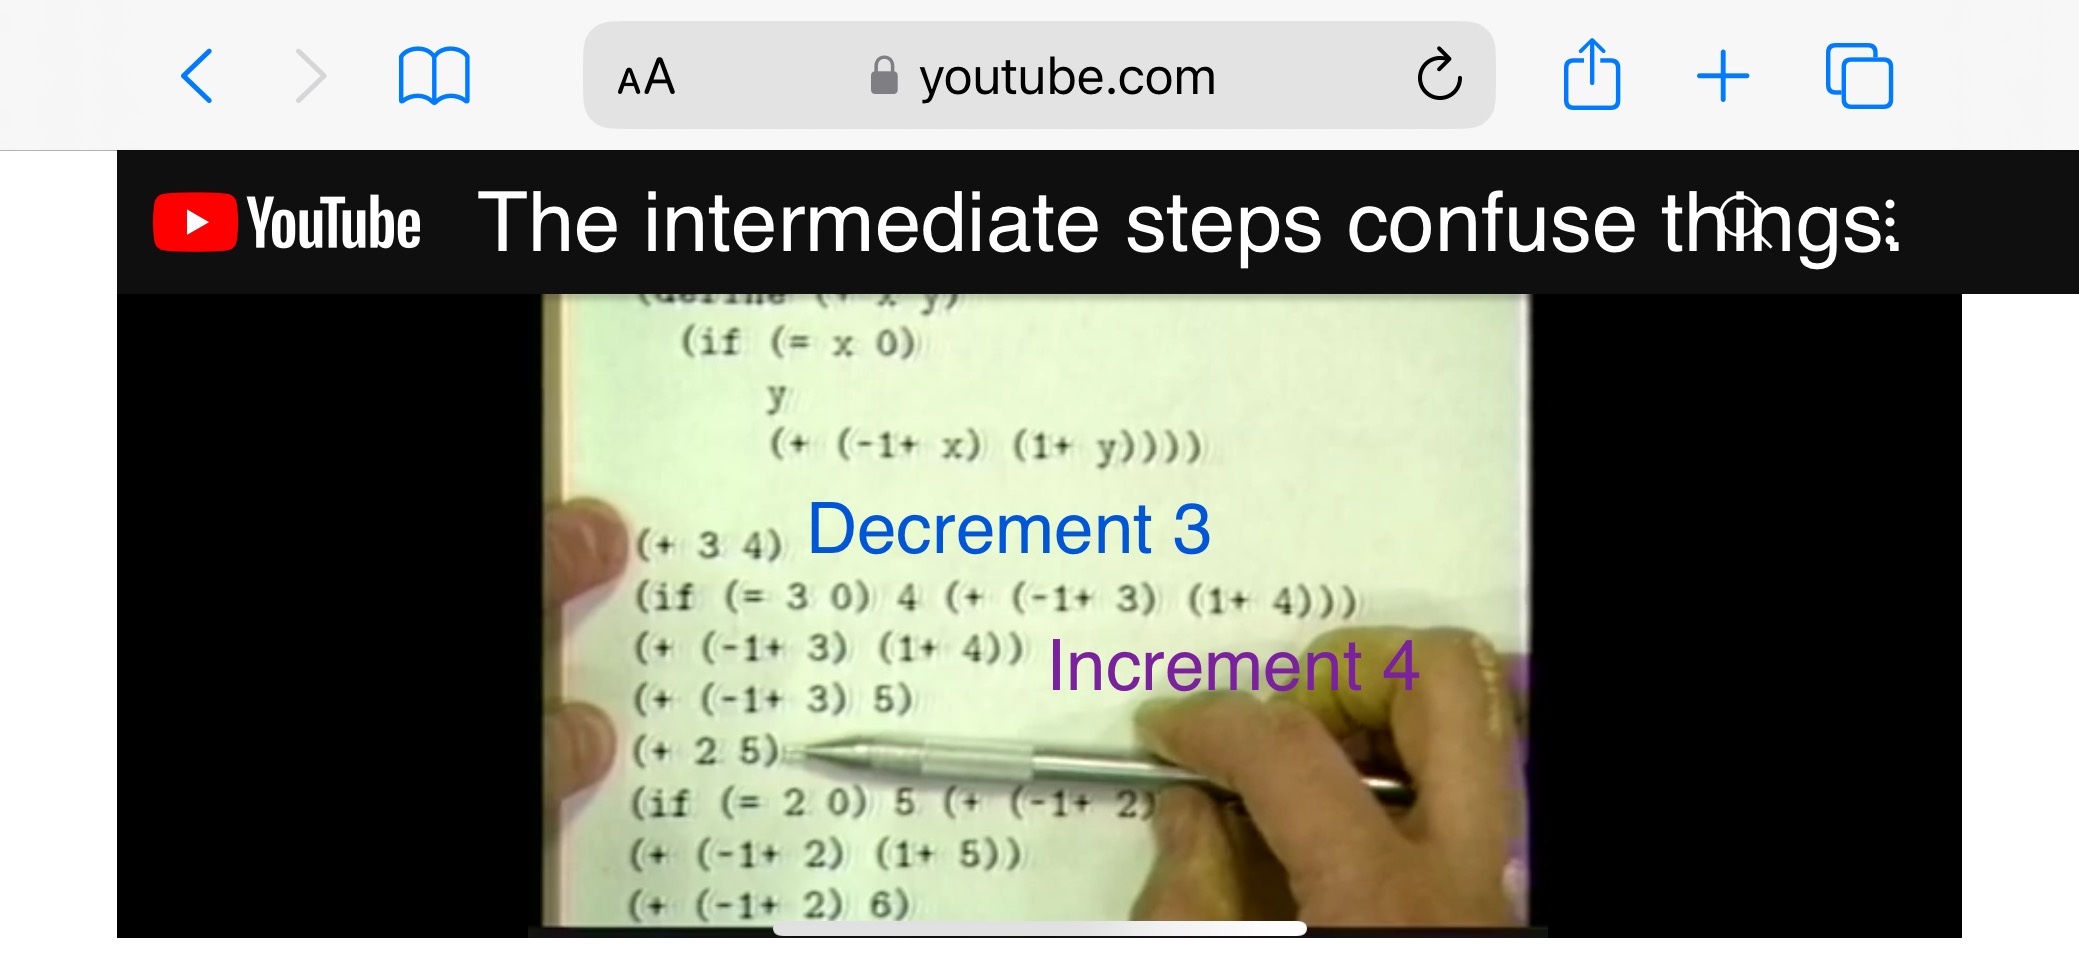 AA youtube.com
YouTube The intermediate steps confuse things.
(define (+ x y)
(if (= x 0)
y
(+ (-1+ x) (1+ y))))
(+ 3 4) Decrement 3
(if (= 3 0) 4 (+ (-1+ 3) (1+ 4)))
(+ (-1+ 3) (1+ 4)) Increment 4
(+ (-1+ 3) 5)
(+ 2 5)
(if (= 2 0) 5 (+ (-1+ 2)
(+ (-1+ 2) (1+ 5))
(+ (-1+ 2) 6)